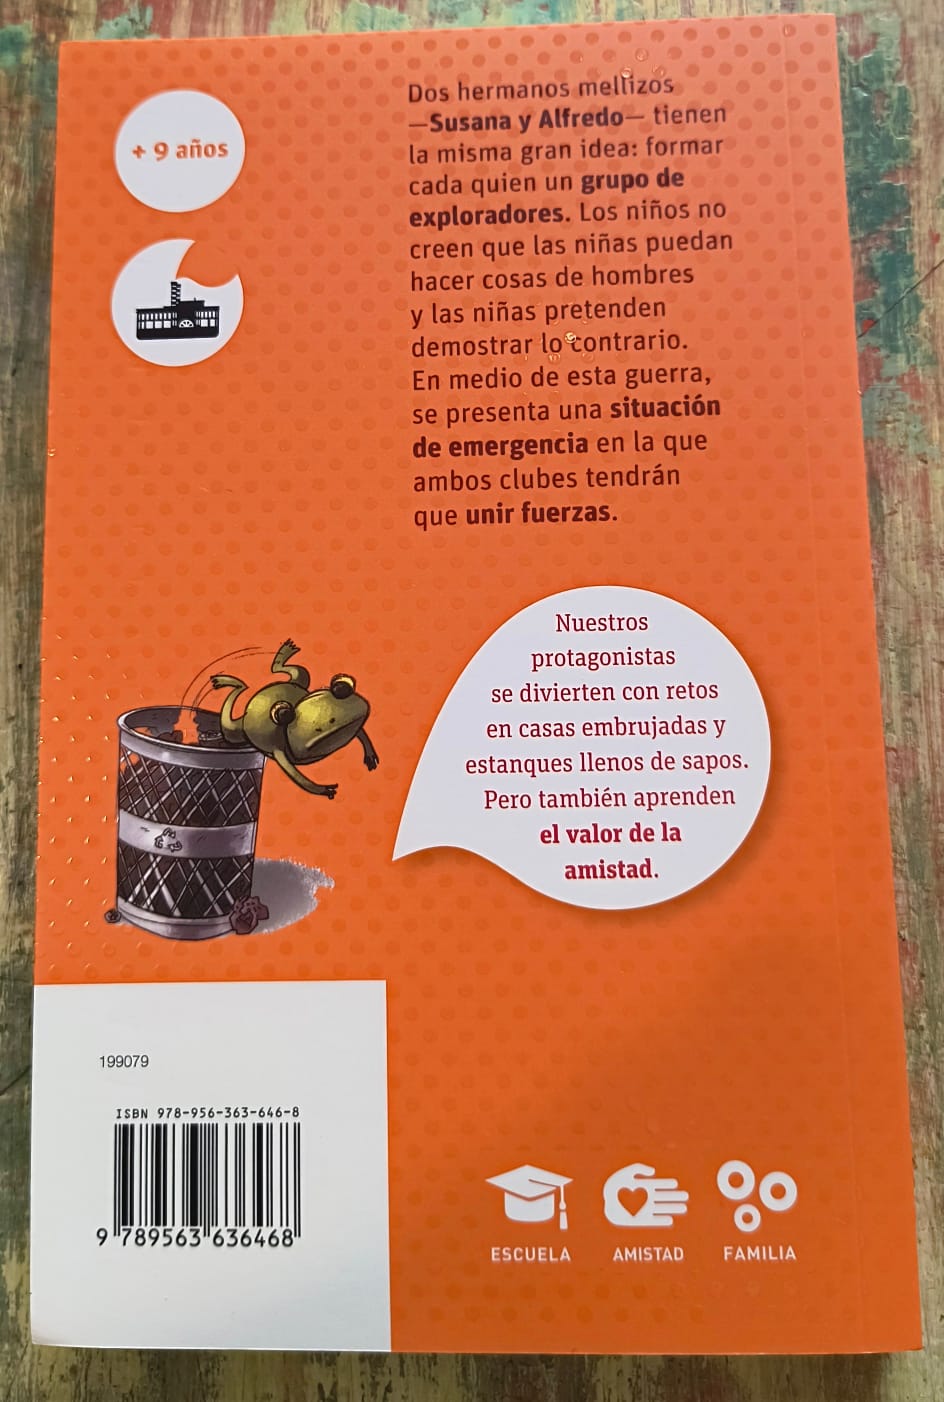 + 9 años
Dos hermanos mellizos
—Susana y Alfredo— tienen
la misma gran idea: formar
cada quien un grupo de
exploradores. Los niños no
creen que las niñas puedan
hacer cosas de hombres
y las niñas pretenden
demostrar lo contrario.
En medio de esta guerra,
se presenta una situación
de emergencia en la que
ambos clubes tendrán
que unir fuerzas.
Nuestros
protagonistas
se divierten con retos
en casas embrujadas y
estanques llenos de sapos.
Pero también aprenden
el valor de la
amistad.
199079
ISBN 978-956-363-646-8
9 789563 636468
ESCUELA
AMISTAD
FAMILIA